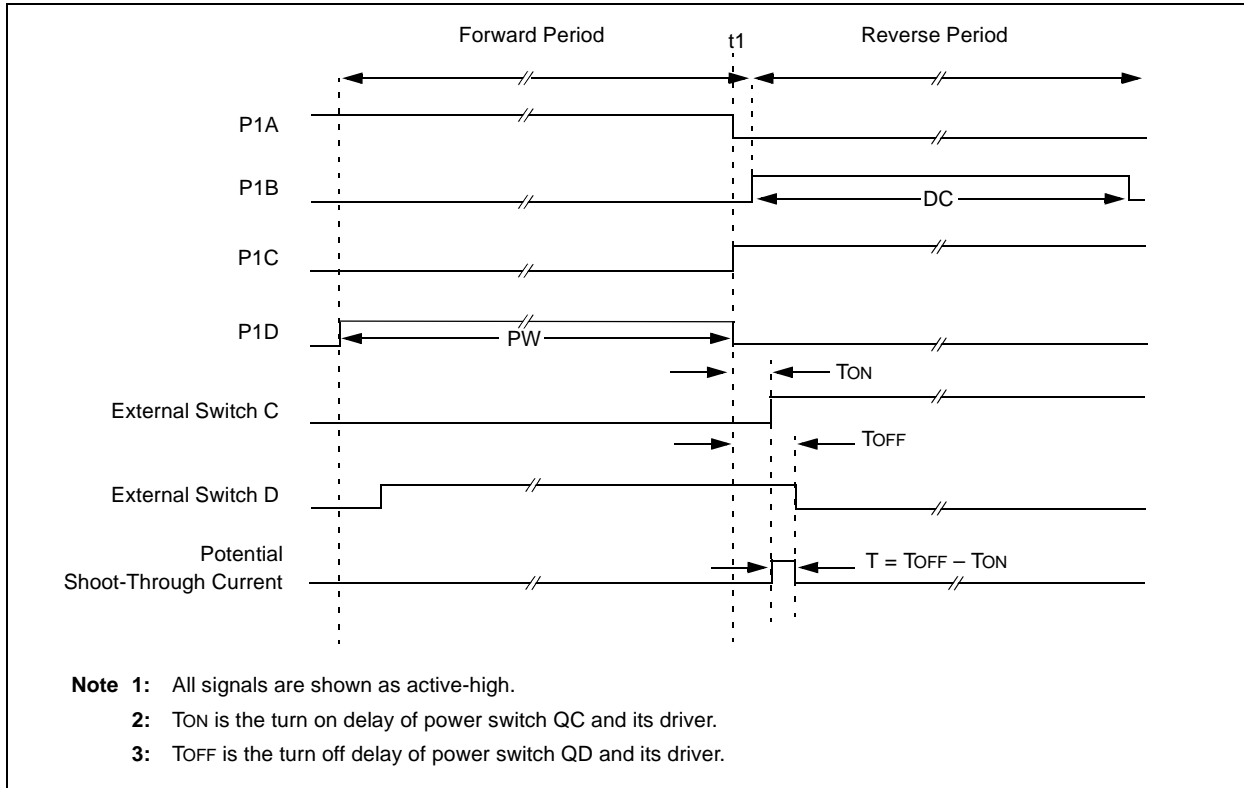 Forward Period
t1
Reverse Period
P1A
P1B
DC
P1C
P1D
PW
TON
External Switch C
TOFF
External Switch D
Potential
Shoot-Through Current
T = TOFF – TON
Note 1: All signals are shown as active-high.
2: TON is the turn on delay of power switch QC and its driver.
3: TOFF is the turn off delay of power switch QD and its driver.